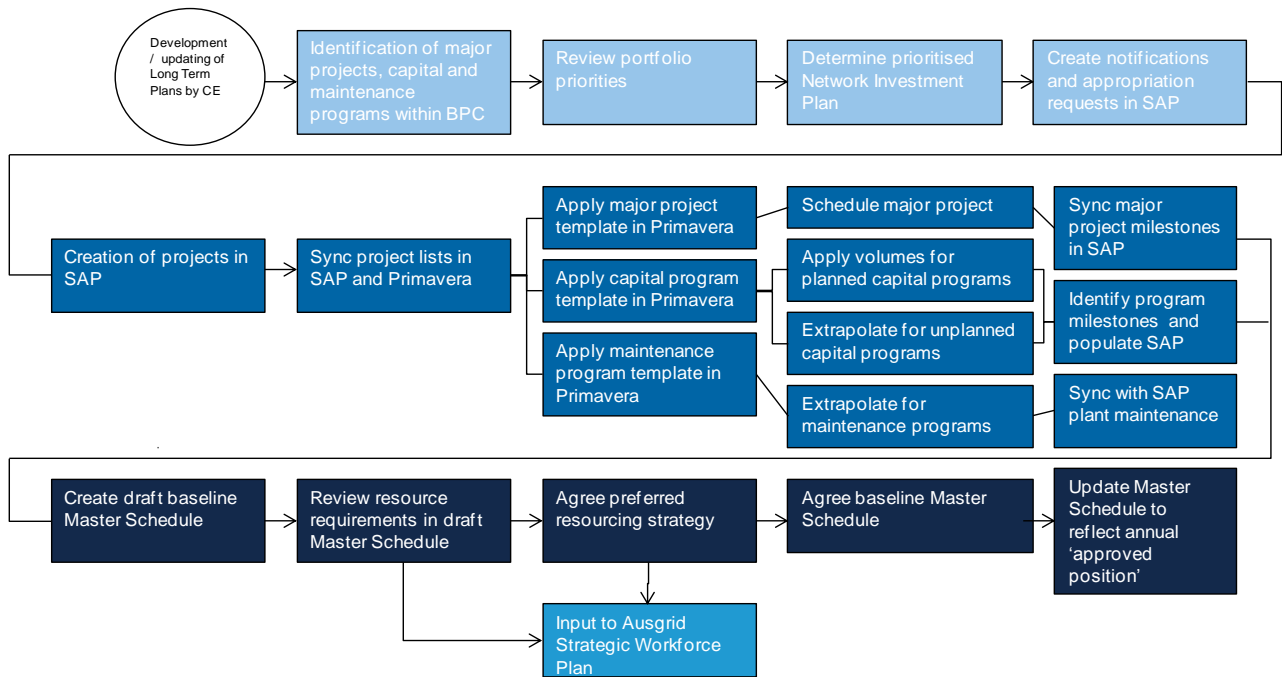 Development
/ updating of
Long Term
Plans by CE
Identification of major
projects, capital and
maintenance
programs within BPC
Review portfolio
priorities
Determine prioritised
Network Investment
Plan
Create notifications
and appropriation
requests in SAP
Creation of projects in
SAP
Sync project lists in
SAP and Primavera
Apply major project
template in Primavera
Apply capital program
template in Primavera
Apply maintenance
program template in
Primavera
Schedule major project
Apply volumes for
planned capital programs
Extrapolate for unplanned
capital programs
Extrapolate for
maintenance programs
Sync major
project milestones
in SAP
Identify program
milestones and
populate SAP
Sync with SAP
plant maintenance
Create draft baseline
Master Schedule
Review resource
requirements in draft
Master Schedule
Agree preferred
resourcing strategy
Agree baseline Master
Schedule
Update Master
Schedule to
reflect annual
‘approved
position’
Input to Ausgrid
Strategic Workforce
Plan